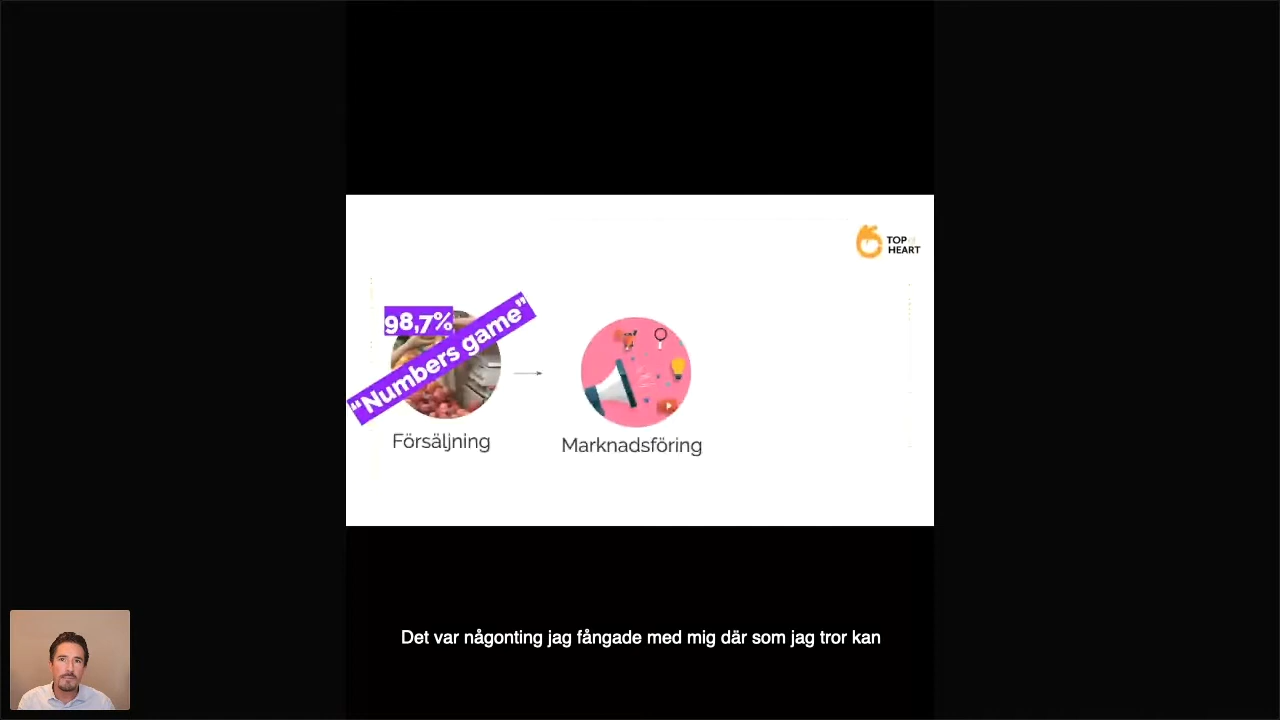 TOP OF
HEART
98,7%
"Numbers game"
Försäljning
Marknadsföring
Det var någonting jag fångade med mig där som jag tror kan